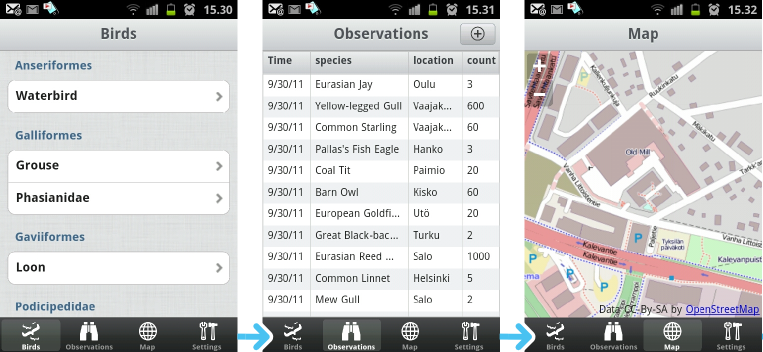 15.30
Birds
Anseriformes
Waterbird
Galliformes
Grouse
Phasianidae
Gaviiformes
Loon
Podicipedidae
Birds Observations Map Settings
15.31
Observations
Time species location count
9/30/11 Eurasian Jay Oulu 3
9/30/11 Yellow-legged Gull Vaajak... 600
9/30/11 Common Starling Vaajak... 60
9/30/11 Pallas's Fish Eagle Hanko 3
9/30/11 Coal Tit Paimio 20
9/30/11 Barn Owl Kisko 60
9/30/11 European Goldfi... Utö 20
9/30/11 Great Black-bac... Turku 2
9/30/11 Eurasian Reed ... Salo 1000
9/30/11 Common Linnet Helsinki 5
9/30/11 Mew Gull Salo 2
Birds Observations Map Settings
15.32
Map
+
−
Ruukinkatu
Mäkikatu
Old Mill
Vanha Littoistentie
P
Kalevantie
Kalevantie
Tyksilän
päiväkoti
Vanha Litto
Kaleyanpuist
P
P
P
P
Data CC-By-SA by OpenStreetMap
Birds Observations Map Settings